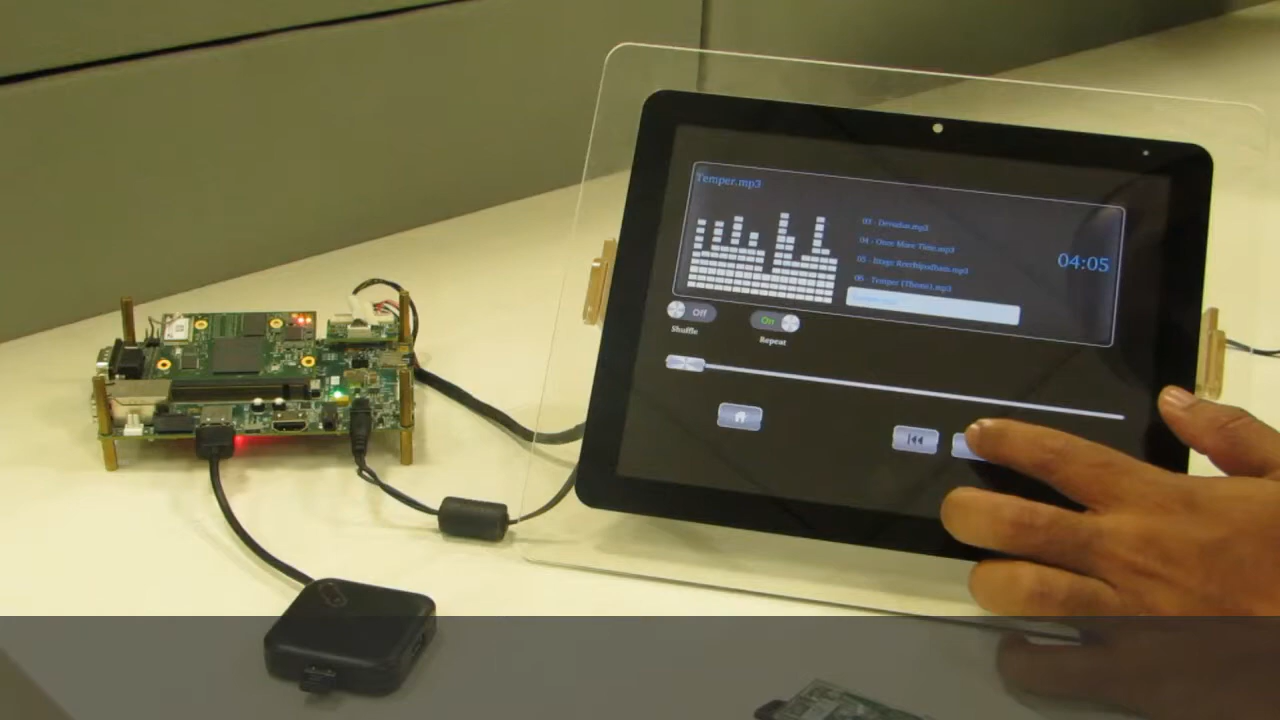 Temper.mp3
03 - Devudaa.mp3
04 - Once More Time.mp3
05 - Ittage Recchipodham.mp3
06 - Temper (Theme).mp3
04:05
Off
On
Shuffle
Repeat